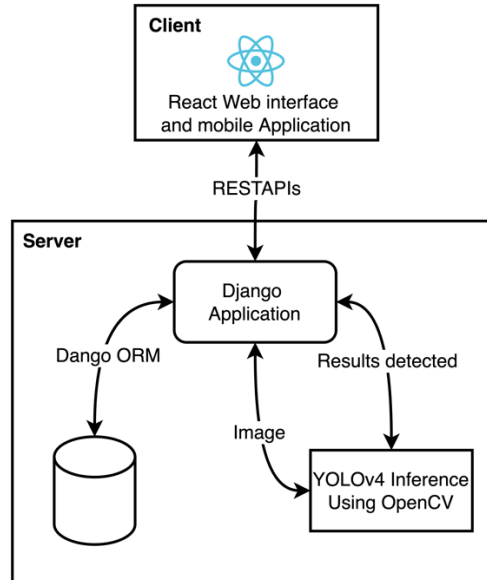 Client
React Web interface
and mobile Application
RESTAPIs
Server
Django
Application
Dango ORM
Results detected
Image
YOLOv4 Inference
Using OpenCV